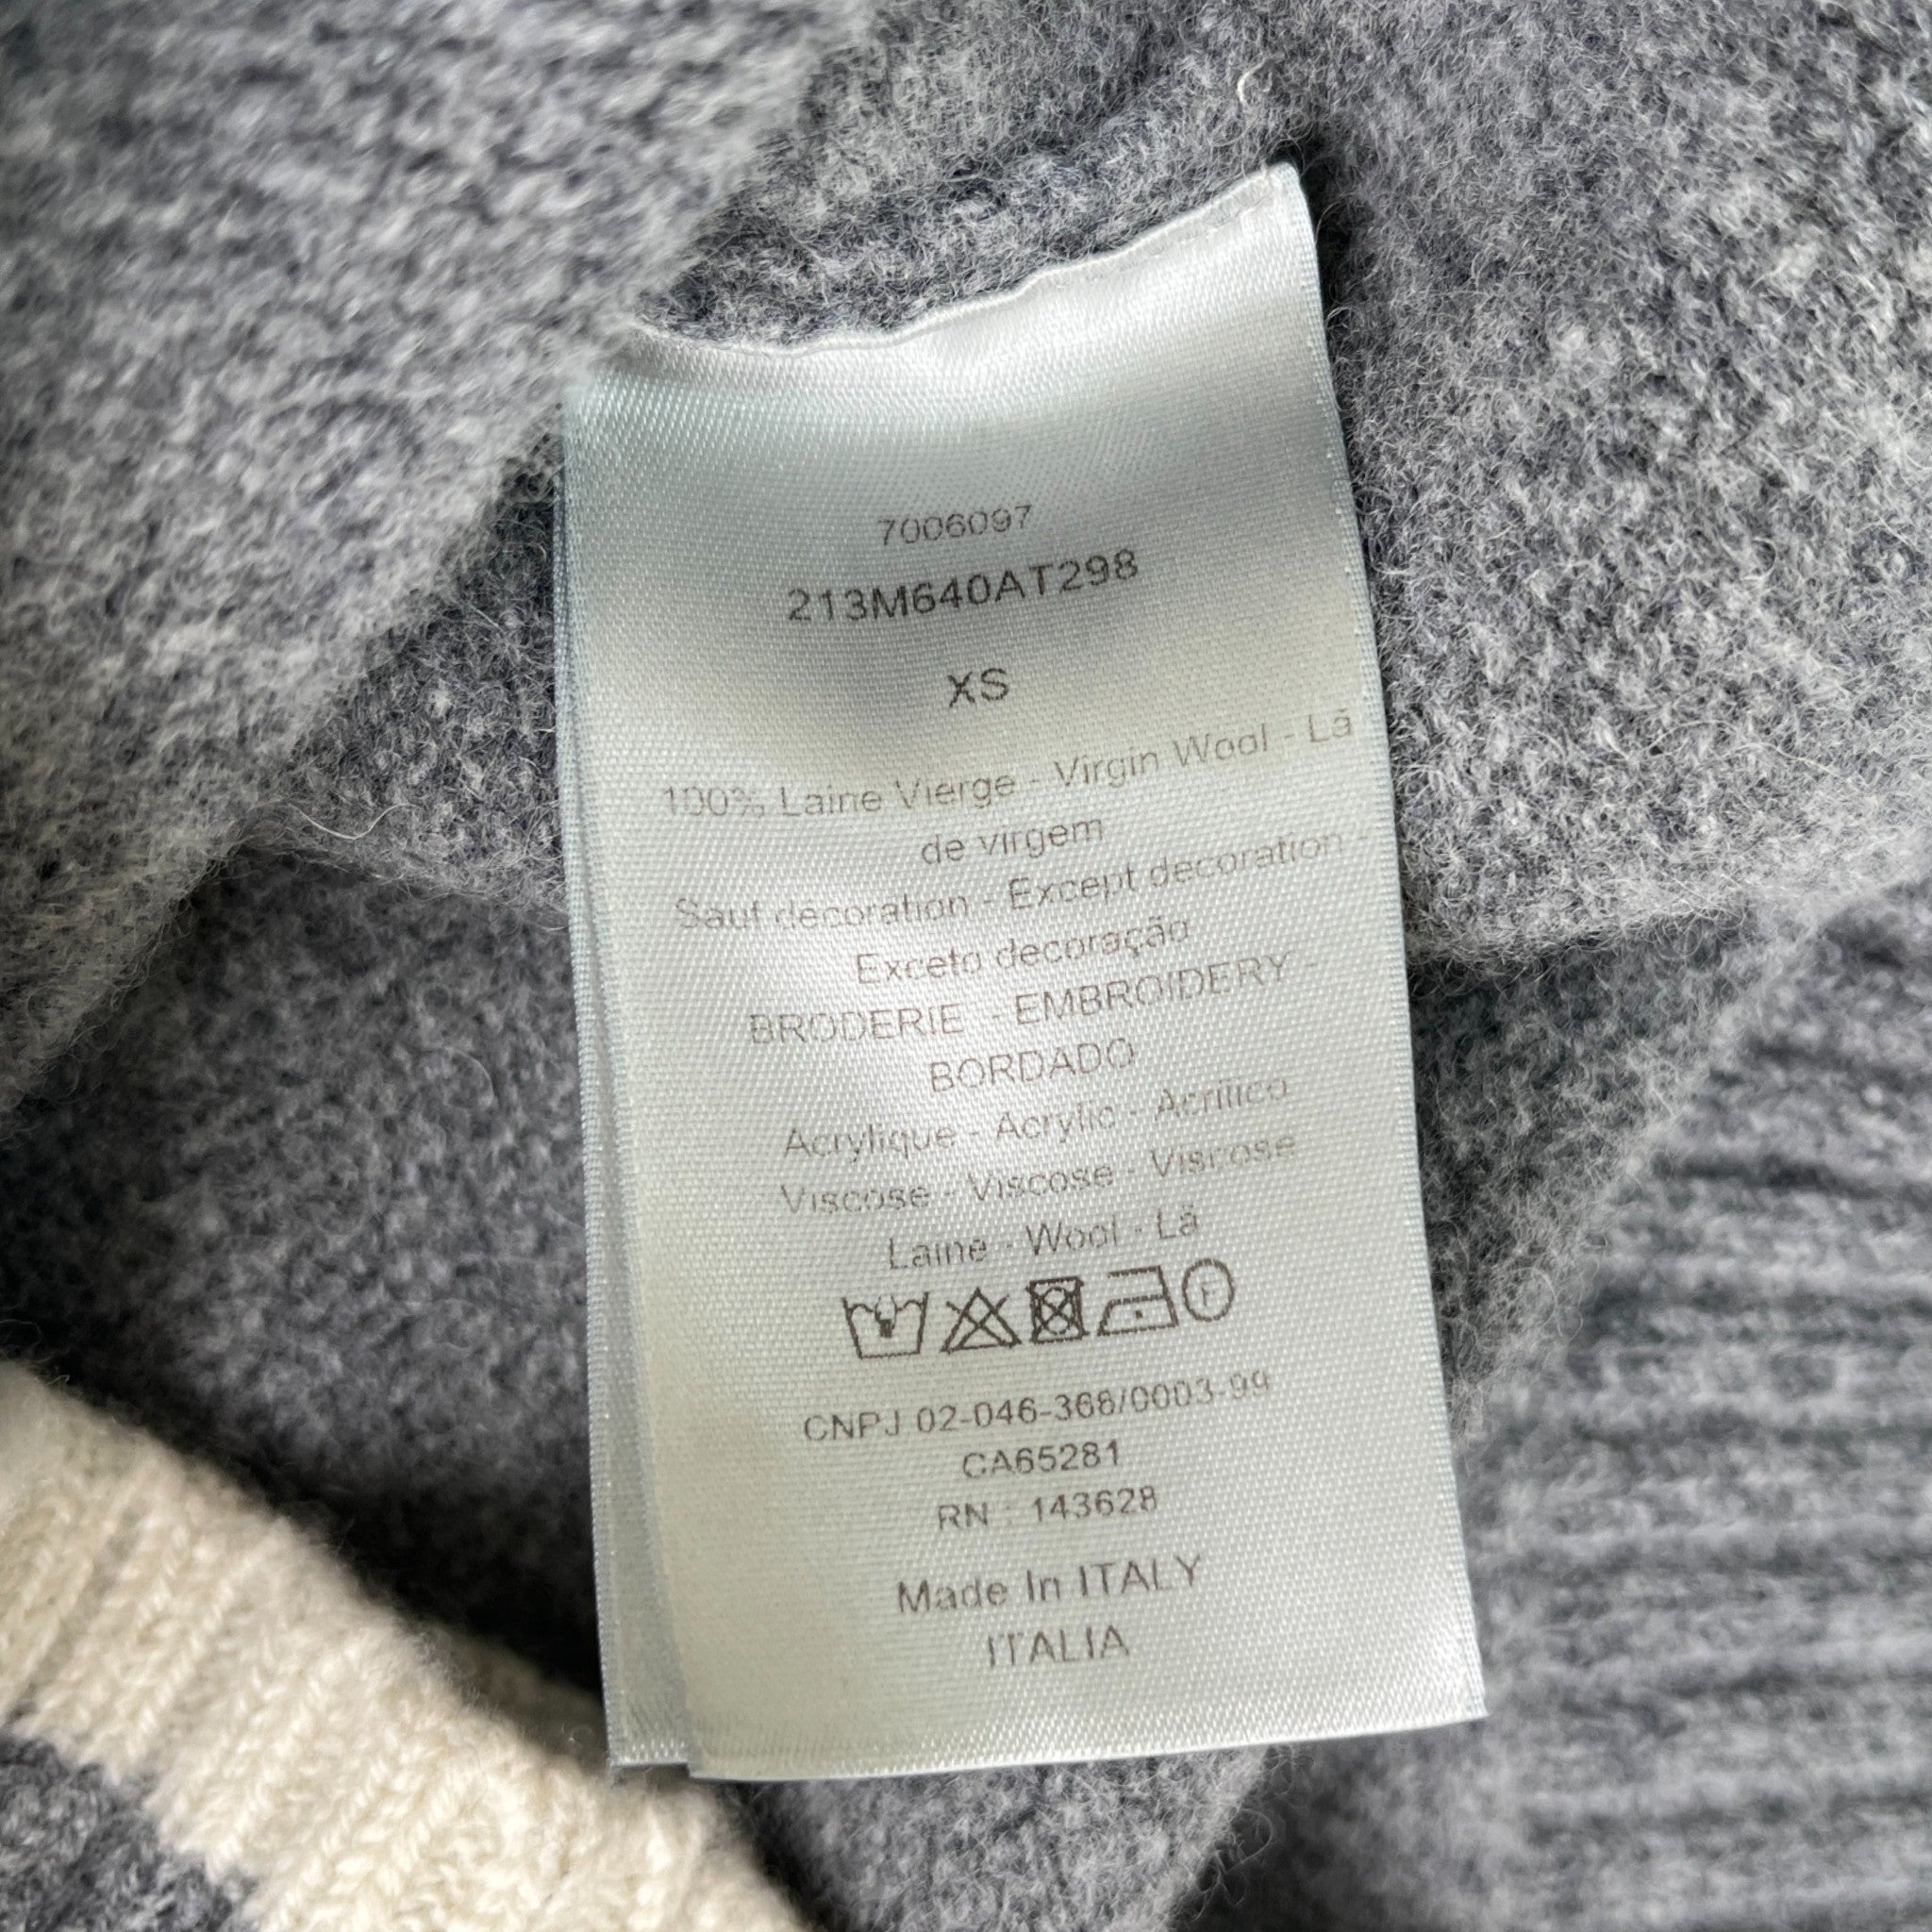 7006097
213M640AT298
XS
100% Laine Vierge - Virgin Wool - Lã
de virgem
Sauf décoration - Except decoration -
Exceto decoração
BRODERIE - EMBROIDERY -
BORDADO
Acrylique - Acrylic - Acrílico
Viscose - Viscose - Viscose
Laine - Wool - Lã
CNPJ 02-046-368/0003-99
CA65281
RN : 143628
Made In ITALY
ITALIA